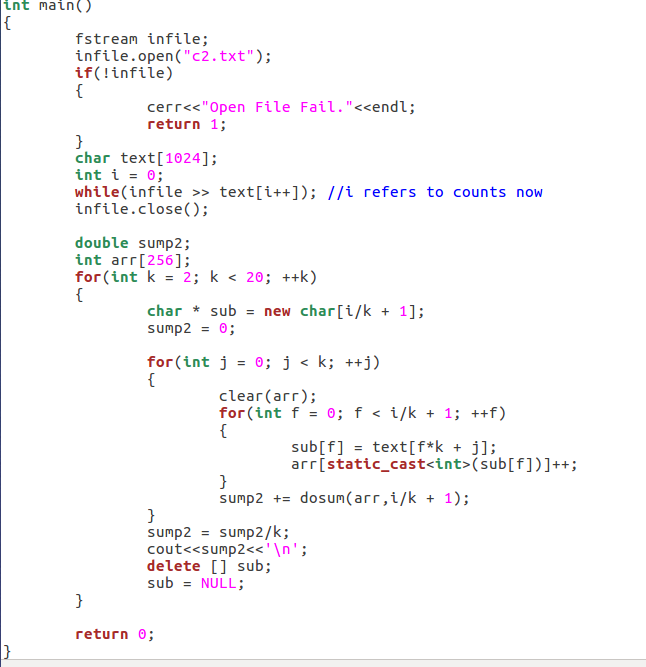 int main()
{
fstream infile;
infile.open("c2.txt");
if(!infile)
{
cerr<<"Open File Fail."<<endl;
return 1;
}
char text[1024];
int i = 0;
while(infile >> text[i++]); //i refers to counts now
infile.close();
double sump2;
int arr[256];
for(int k = 2; k < 20; ++k)
{
char * sub = new char[i/k + 1];
sump2 = 0;
for(int j = 0; j < k; ++j)
{
clear(arr);
for(int f = 0; f < i/k + 1; ++f)
{
sub[f] = text[f*k + j];
arr[static_cast<int>(sub[f])]++;
}
sump2 += dosum(arr,i/k + 1);
}
sump2 = sump2/k;
cout<<sump2<<'\n';
delete [] sub;
sub = NULL;
}
return 0;
}